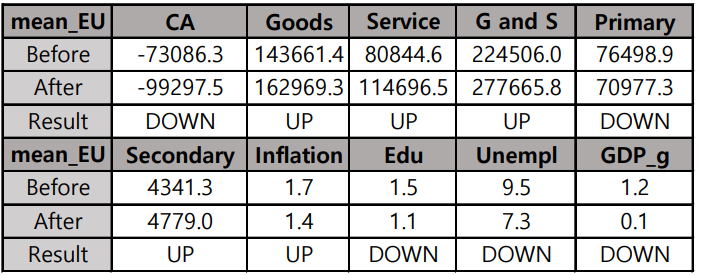 mean_EU CA Goods Service G and S Primary
Before -73086.3 143661.4 80844.6 224506.0 76498.9
After -99297.5 162969.3 114696.5 277665.8 70977.3
Result DOWN UP UP UP DOWN
mean_EU Secondary Inflation Edu Unempl GDP_g
Before 4341.3 1.7 1.5 9.5 1.2
After 4779.0 1.4 1.1 7.3 0.1
Result UP UP DOWN DOWN DOWN